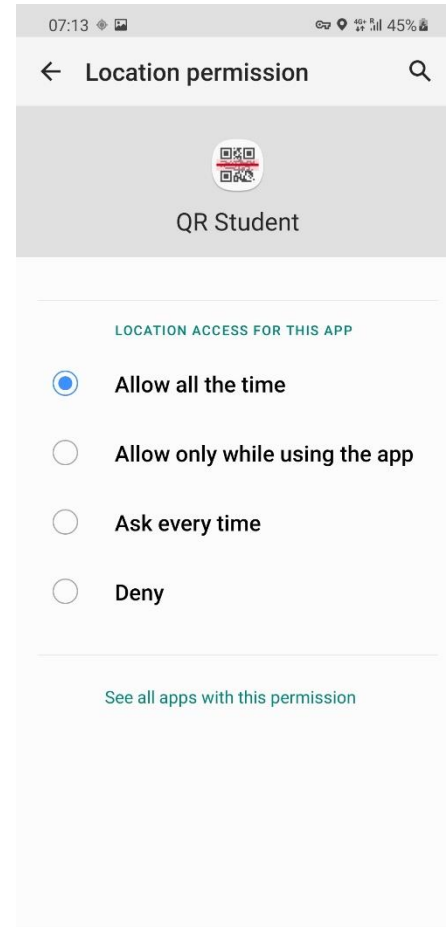 07:13 4G+ R 45%
Location permission
QR Student
LOCATION ACCESS FOR THIS APP
Allow all the time
Allow only while using the app
Ask every time
Deny
See all apps with this permission